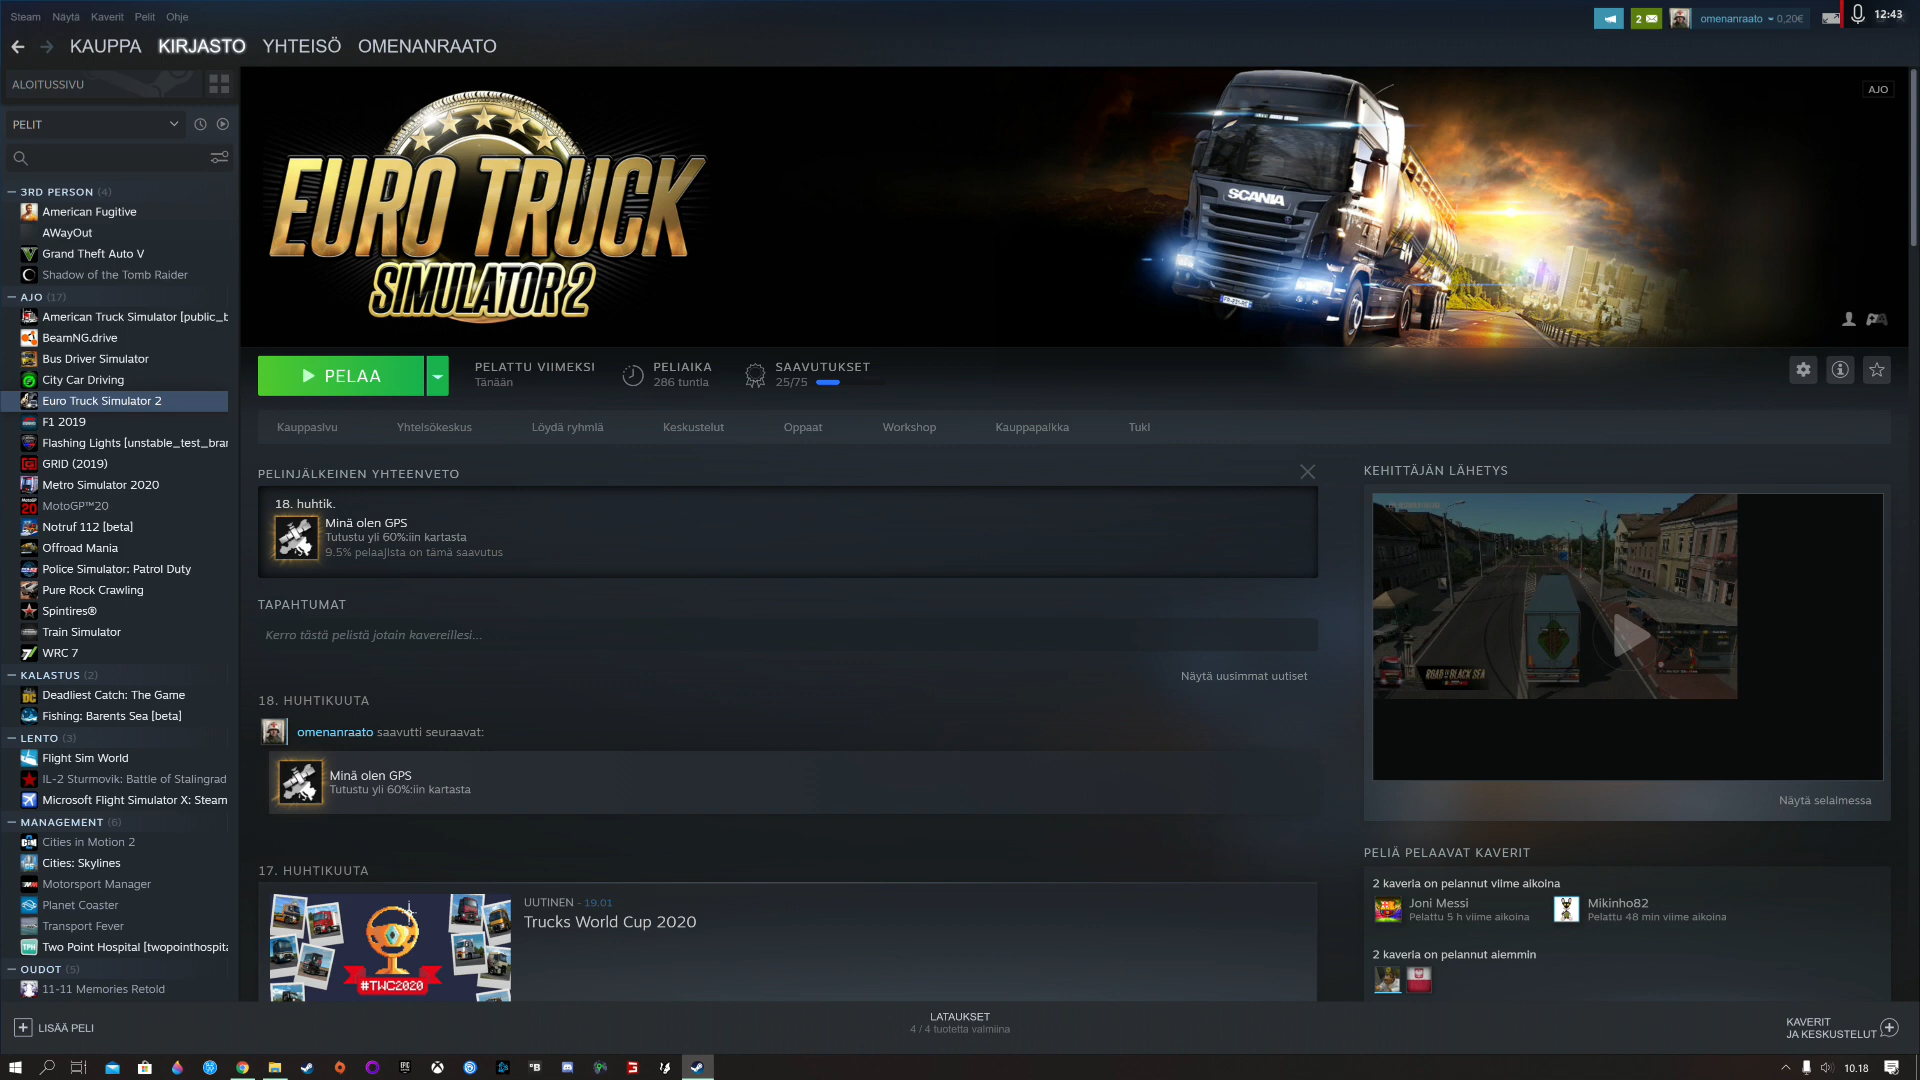 Steam Näytä Kaverit Pelit Ohje
2
omenanraato
0,20€
12:43
KAUPPA KIRJASTO YHTEISÖ OMENANRAATO
ALOITUSSIVU
PELIT
3RD PERSON (4)
American Fugitive
AWayOut
Grand Theft Auto V
Shadow of the Tomb Raider
AJO (17)
American Truck Simulator [public_b
BeamNG.drive
Bus Driver Simulator
City Car Driving
Euro Truck Simulator 2
F1 2019
Flashing Lights [unstable_test_bran
GRID (2019)
Metro Simulator 2020
MotoGP™20
Notruf 112 [beta]
Offroad Mania
Police Simulator: Patrol Duty
Pure Rock Crawling
Spintires®
Train Simulator
WRC 7
KALASTUS (2)
Deadliest Catch: The Game
Fishing: Barents Sea [beta]
LENTO (3)
Flight Sim World
IL-2 Sturmovik: Battle of Stalingrad
Microsoft Flight Simulator X: Steam
MANAGEMENT (6)
Cities in Motion 2
Cities: Skylines
Motorsport Manager
Planet Coaster
Transport Fever
Two Point Hospital [twopointhospita
OUDOT (5)
11-11 Memories Retold
LISÄÄ PELI
EURO TRUCK
SIMULATOR 2
SCANIA
AJO
PELAA
PELATTU VIIMEKSI
Tänään
PELIAIKA
286 tuntia
SAAVUTUKSET
25/75
Kauppasivu Yhteisökeskus Löydä ryhmiä Keskustelut Oppaat Workshop Kauppapaikka Tuki
PELINJÄLKEINEN YHTEENVETO
18. huhtik.
Minä olen GPS
Tutustu yli 60%:iin kartasta
9.5% pelaajista on tämä saavutus
TAPAHTUMAT
Kerro tästä pelistä jotain kavereillesi...
Näytä uusimmat uutiset
18. HUHTIKUUTA
omenanraato saavutti seuraavat:
Minä olen GPS
Tutustu yli 60%:iin kartasta
17. HUHTIKUUTA
#TWC2020
UUTINEN - 19.01
Trucks World Cup 2020
KEHITTÄJÄN LÄHETYS
ROAD TO THE BLACK SEA
Näytä selaimessa
PELIÄ PELAAVAT KAVERIT
2 kaveria on pelannut viime aikoina
Joni Messi
Pelattu 5 h viime aikoina
Mikinho82
Pelattu 48 min viime aikoina
2 kaveria on pelannut aiemmin
LATAUKSET
4 / 4 tuotetta valmiina
KAVERIT
JA KESKUSTELUT
10.18